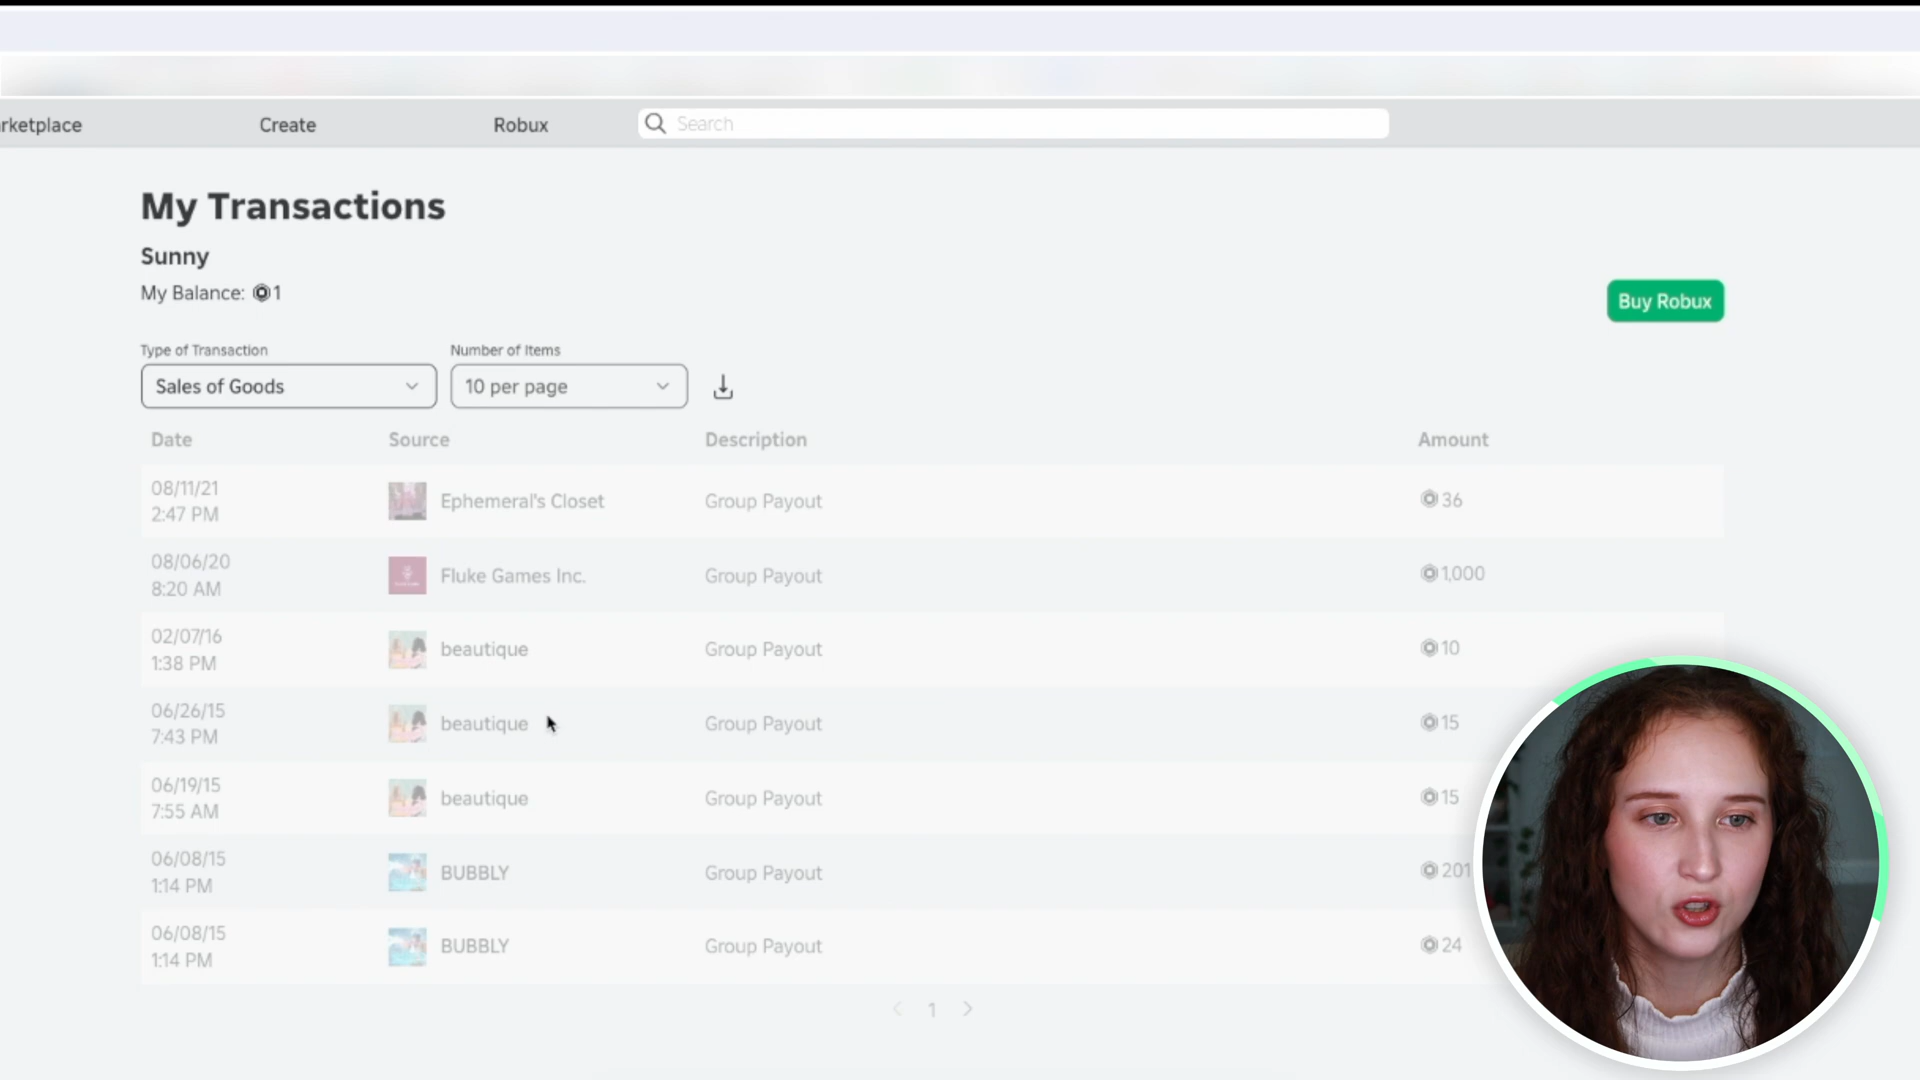 rketplace Create Robux Search
My Transactions
Sunny
My Balance: 1
Buy Robux
Type of Transaction Number of Items
Sales of Goods 10 per page
Date Source Description Amount
08/11/21
2:47 PM
Ephemeral's Closet Group Payout 36
08/06/20
8:20 AM
Fluke Games Inc. Group Payout 1,000
02/07/16
1:38 PM
beautique Group Payout 10
06/26/15
7:43 PM
beautique Group Payout 15
06/19/15
7:55 AM
beautique Group Payout 15
06/08/15
1:14 PM
BUBBLY Group Payout 201
06/08/15
1:14 PM
BUBBLY Group Payout 24
1